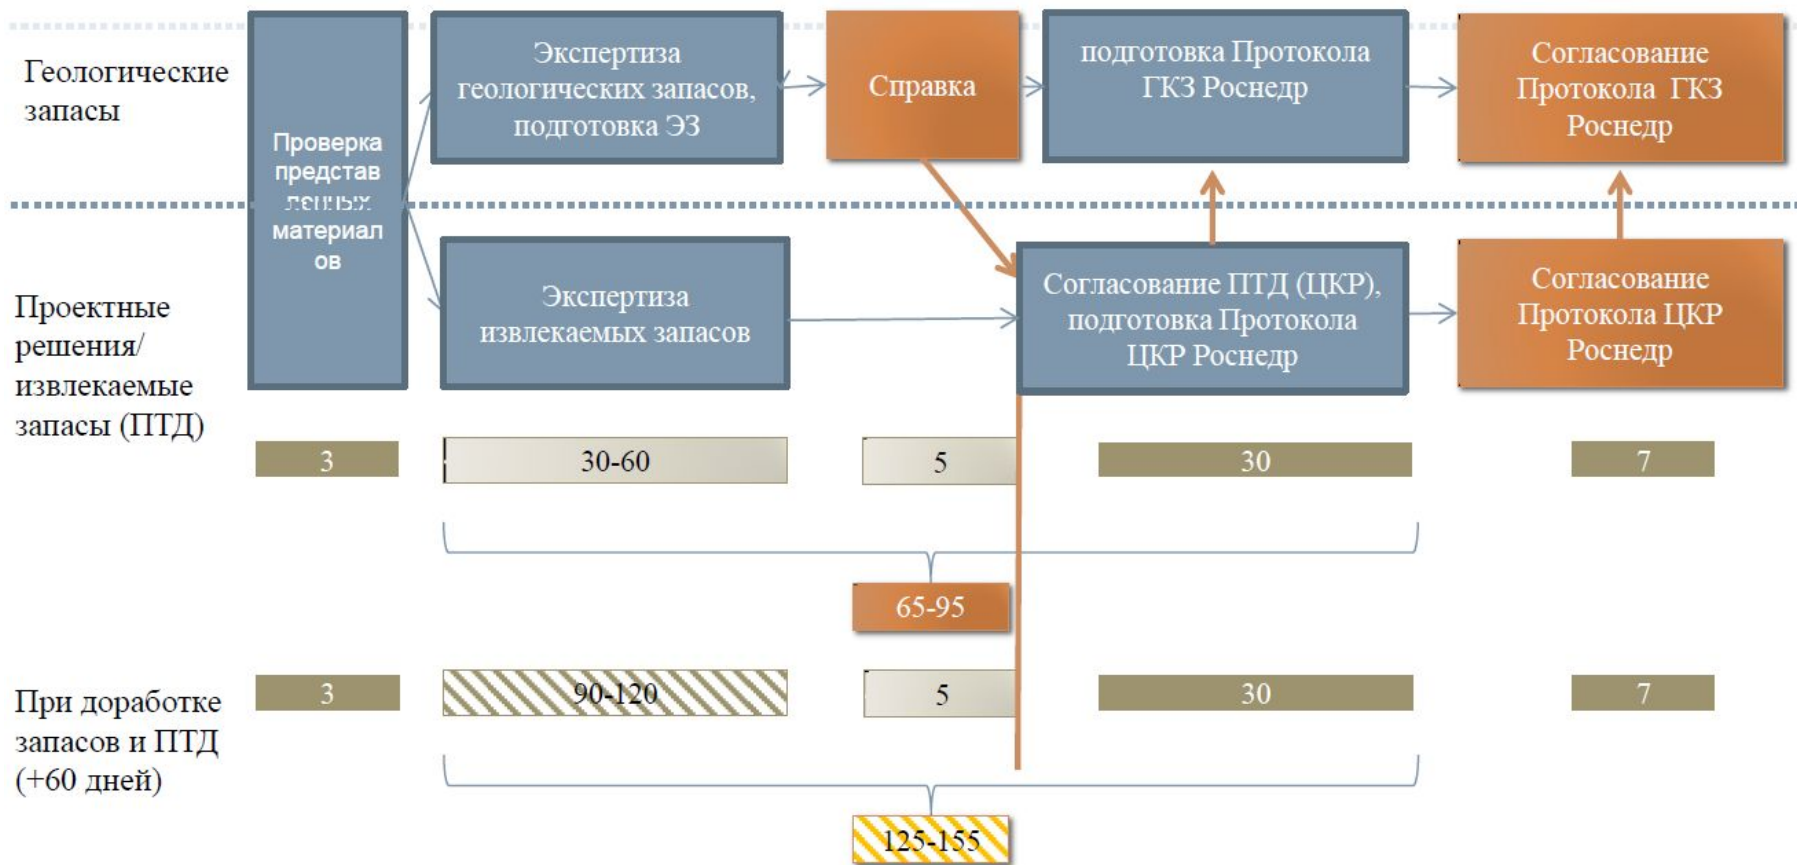 Геологические
запасы
Проверка
представ
ленных
материал
ов
Экспертиза
геологических запасов,
подготовка ЭЗ
Справка
подготовка Протокола
ГКЗ Роснедр
Согласование
Протокола ГКЗ
Роснедр
Проектные
решения/
извлекаемые
запасы (ПТД)
Экспертиза
извлекаемых запасов
Согласование ПТД (ЦКР),
подготовка Протокола
ЦКР Роснедр
Согласование
Протокола ЦКР
Роснедр
3
30-60
5
30
7
65-95
При доработке
запасов и ПТД
(+60 дней)
3
90-120
5
30
7
125-155